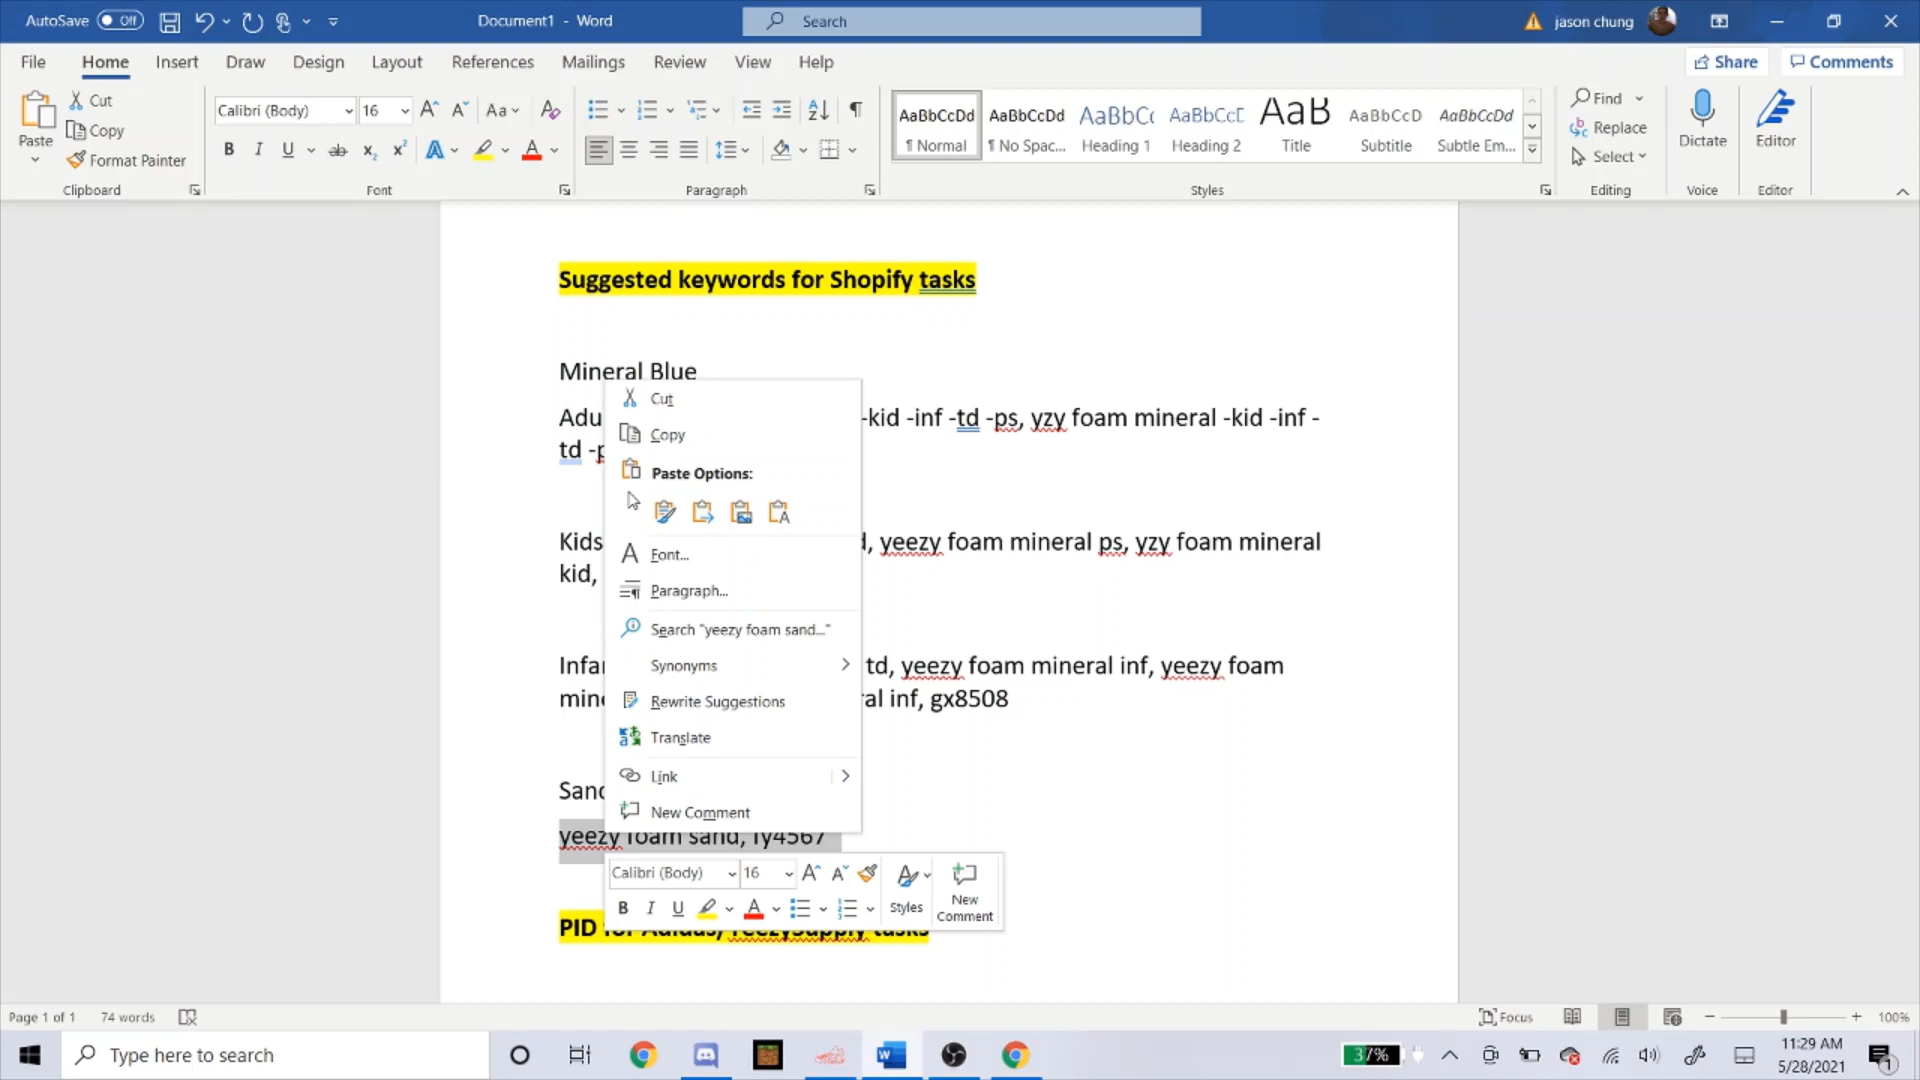 AutoSave Off Document1 - Word Search jason chung
File Home Insert Draw Design Layout References Mailings Review View Help Share Comments
Paste Cut Copy Format Painter
Calibri (Body) 16
AaBbCcDd AaBbCcDd AaBbCc AaBbCcD AaB AaBbCcD AaBbCcDd
¶ Normal ¶ No Spac... Heading 1 Heading 2 Title Subtitle Subtle Em...
Find Replace Select Dictate Editor
Clipboard Font Paragraph Styles Editing Voice Editor
Suggested keywords for Shopify tasks
Mineral Blue
-kid -inf -td -ps, yzy foam mineral -kid -inf -
td
Kids yeezy foam mineral ps, yzy foam mineral
kid,
td, yeezy foam mineral inf, yeezy foam
inf, gx8508
yeezy foam sand, fy4567
PID for Adidas/ YeezySupply tasks
Cut
Copy
Paste Options:
Font...
Paragraph...
Search "yeezy foam sand..."
Synonyms
Rewrite Suggestions
Translate
Link
New Comment
Calibri (Body) 16
B I U Styles New Comment
Page 1 of 1 74 words Focus 100%
Type here to search 37% 11:29 AM
5/28/2021